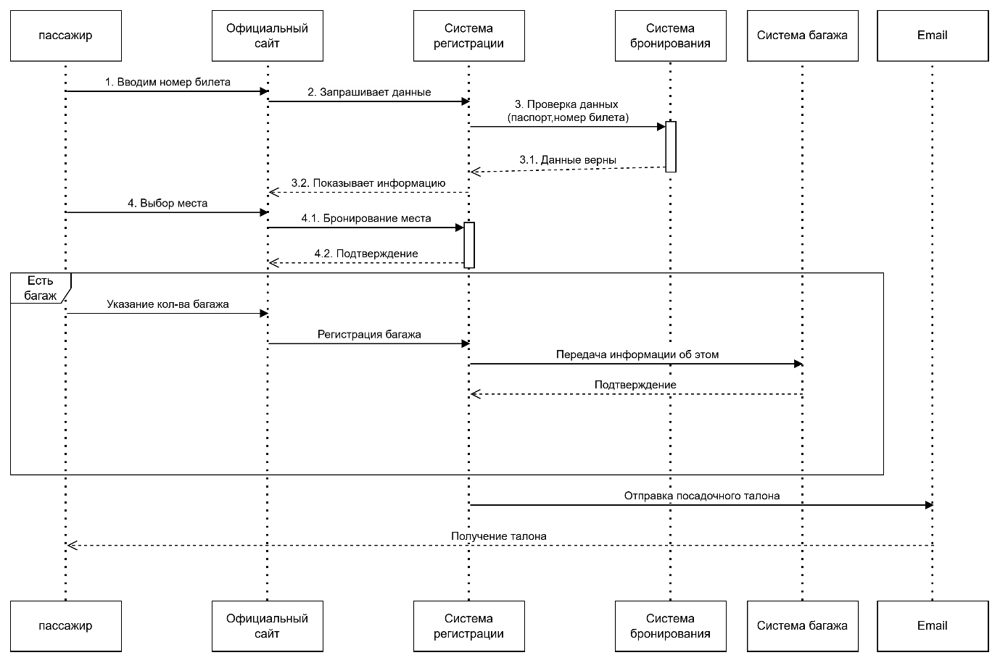 пассажир
Официальный
сайт
Система
регистрации
Система
бронирования
Система багажа
Email
1. Вводим номер билета
2. Запрашивает данные
3. Проверка данных
(паспорт,номер билета)
3.1. Данные верны
3.2. Показывает информацию
4. Выбор места
4.1. Бронирование места
4.2. Подтверждение
Есть
багаж
Указание кол-ва багажа
Регистрация багажа
Передача информации об этом
Подтверждение
Отправка посадочного талона
Получение талона
пассажир
Официальный
сайт
Система
регистрации
Система
бронирования
Система багажа
Email